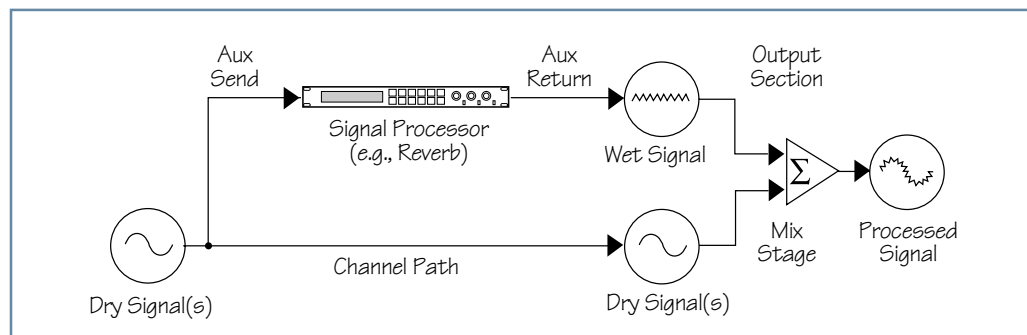 Aux
Send
Aux
Return
Output
Section
Signal Processor
(e.g., Reverb)
Wet Signal
Σ
Mix
Stage
Processed
Signal
Channel Path
Dry Signal(s)
Dry Signal(s)